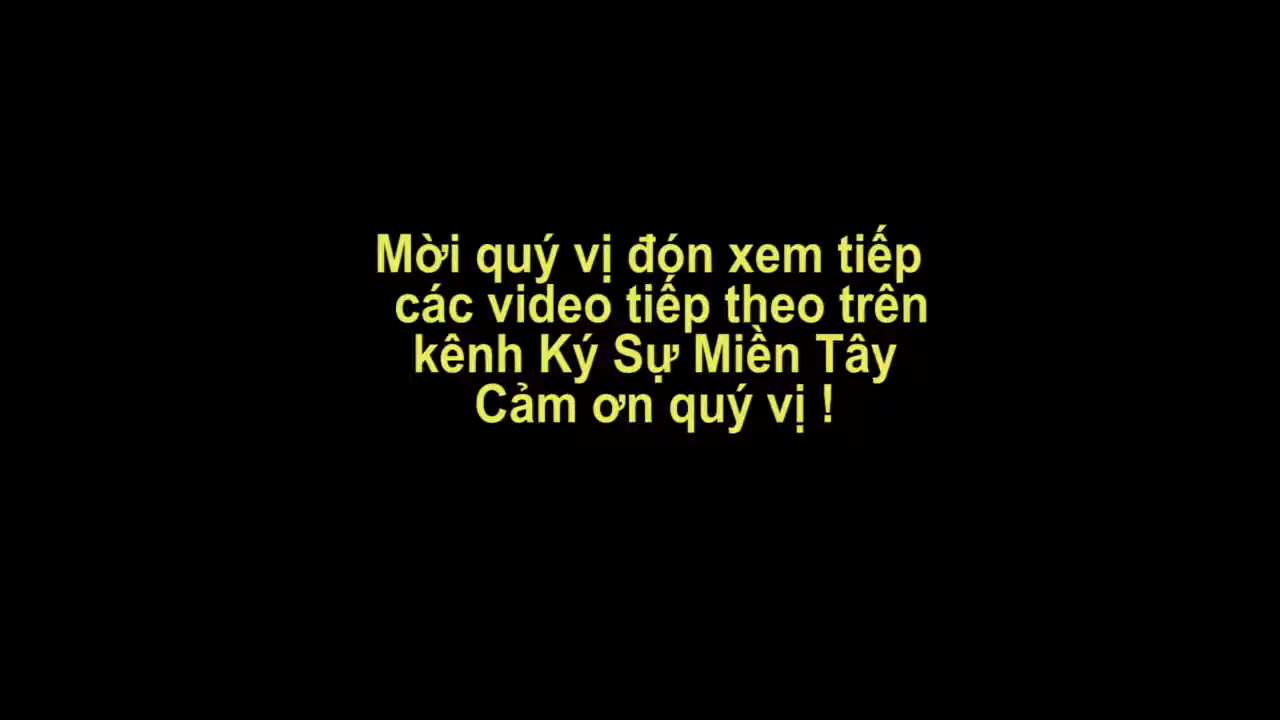 Mời quý vị đón xem tiếp
các video tiếp theo trên
kênh Ký Sự Miền Tây
Cảm ơn quý vị !